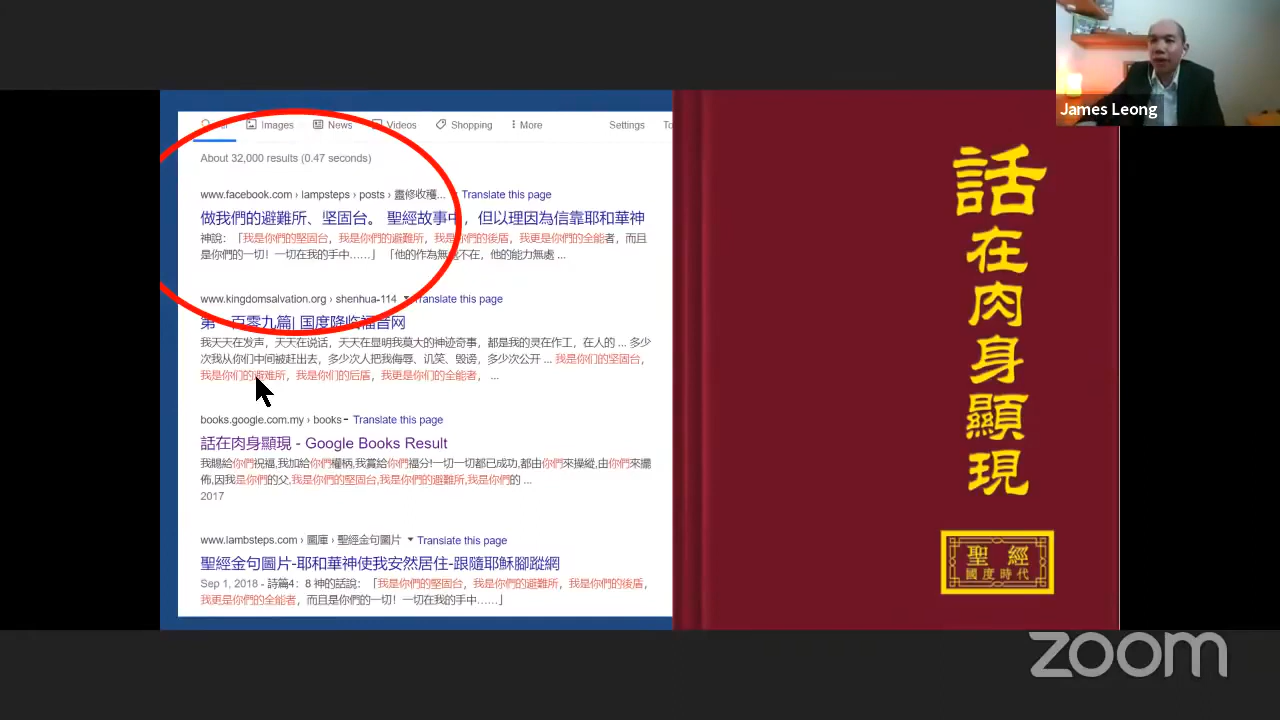 Images News Videos Shopping More Settings
About 32,000 results (0.47 seconds)
www.facebook.com › lampsteps › posts › 靈修收穫... Translate this page
做我們的避難所、坚固台。 聖經故事中，但以理因為信靠耶和華神
神說：「我是你們的堅固台，我是你們的避難所，我是你們的後盾，我更是你們的全能者，而且
是你們的一切！一切在我的手中……」 「他的作為無處不在，他的能力無處 ...
www.kingdomsalvation.org › shenhua-114 Translate this page
第一百零九篇| 国度降临福音网
我天天在发声，天天在说话，天天在显明我莫大的神迹奇事，都是我的灵在作工，在人的 ... 多少
次我从你们中间被赶出去，多少次人把我侮辱、讥笑、毁谤，多少次公开 ... 我是你们的坚固台，
我是你们的避难所，我是你们的后盾，我更是你们的全能者， ...
books.google.com.my › books Translate this page
話在肉身顯現 - Google Books Result
我賜給你們祝福,我加給你們權柄,我賞給你們福分!一切一切都已成功,都由你們來操縱,由你們來擺
佈,因我是你們的父,我是你們的堅固台,我是你們的避難所,我是你們的 ...
2017
www.lambsteps.com › 圖庫 › 聖經金句圖片 Translate this page
聖經金句圖片-耶和華神使我安然居住-跟隨耶穌腳蹤網
Sep 1, 2018 - 詩篇4：8 神的話說：「我是你們的堅固台，我是你們的避難所，我是你們的後盾，
我更是你們的全能者，而且是你們的一切！一切在我的手中……」
話在肉身顯現
聖經
國度時代
James Leong
zoom